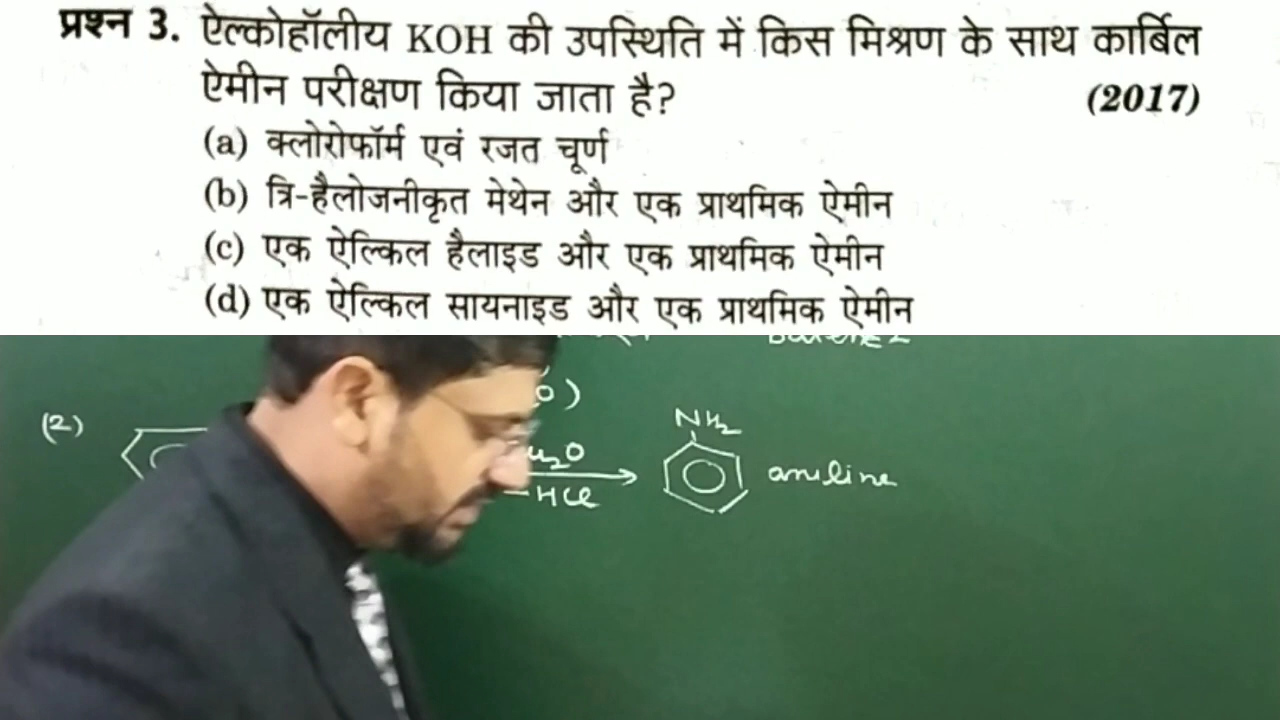 प्रश्न 3. ऐल्कोहॉलीय KOH की उपस्थिति में किस मिश्रण के साथ कार्बिल
ऐमीन परीक्षण किया जाता है? (2017)
(a) क्लोरोफॉर्म एवं रजत चूर्ण
(b) त्रि-हैलोजनीकृत मेथेन और एक प्राथमिक ऐमीन
(c) एक ऐल्किल हैलाइड और एक प्राथमिक ऐमीन
(d) एक ऐल्किल सायनाइड और एक प्राथमिक ऐमीन
(2)
NH₂
-HCl
aniline